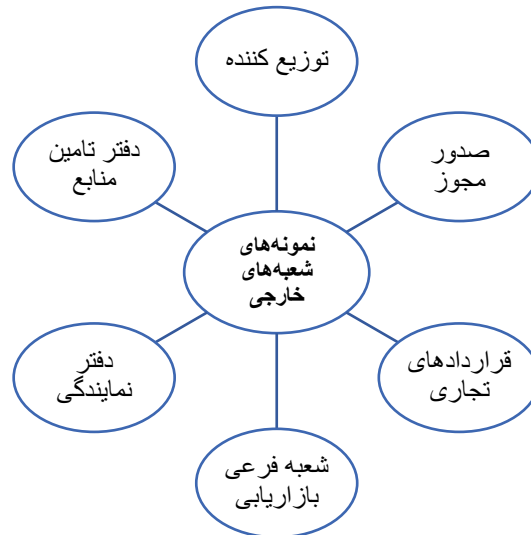 توزیع کننده
صدور
مجوز
قراردادهای
تجاری
شعبه فرعی
بازاریابی
دفتر
نمایندگی
دفتر تامین
منابع
نمونه‌های
شعبه‌های
خارجی